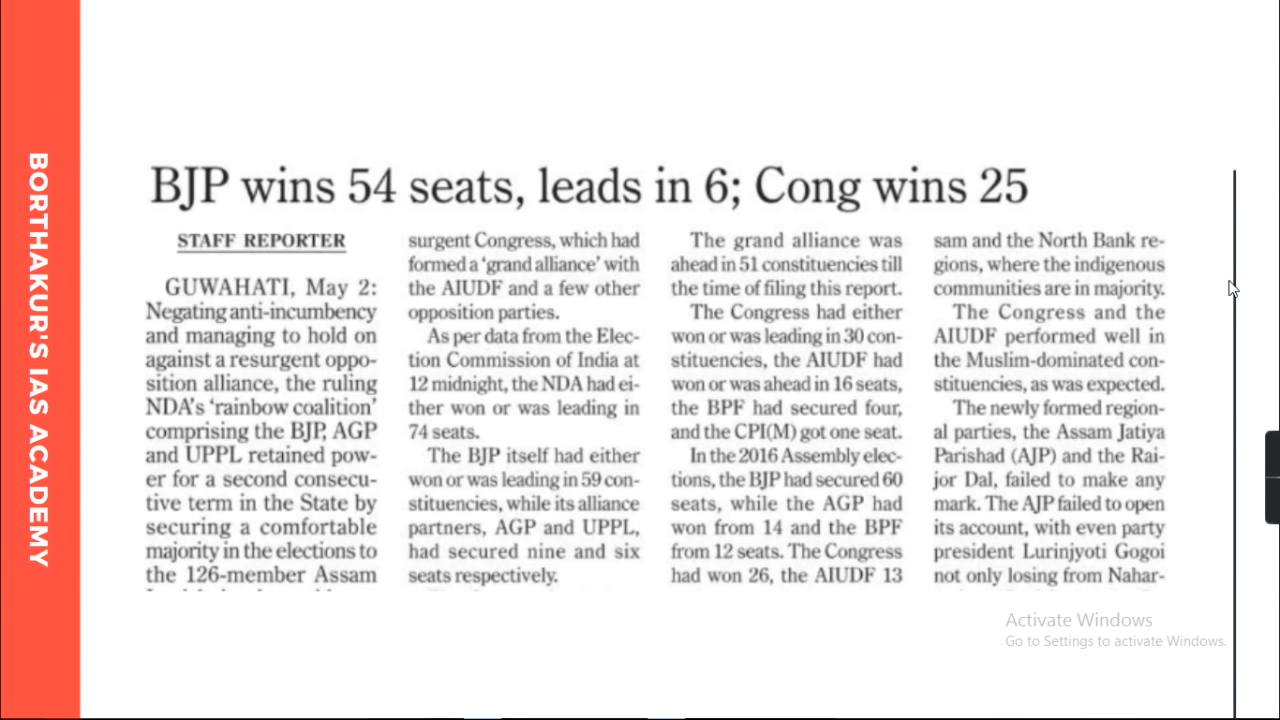 BORTHAKUR'S IAS ACADEMY
BJP wins 54 seats, leads in 6; Cong wins 25
STAFF REPORTER
GUWAHATI, May 2:
Negating anti-incumbency
and managing to hold on
against a resurgent oppo-
sition alliance, the ruling
NDA's 'rainbow coalition'
comprising the BJP, AGP
and UPPL retained pow-
er for a second consecu-
tive term in the State by
securing a comfortable
majority in the elections to
the 126-member Assam
surgent Congress, which had
formed a 'grand alliance' with
the AIUDF and a few other
opposition parties.
As per data from the Elec-
tion Commission of India at
12 midnight, the NDA had ei-
ther won or was leading in
74 seats.
The BJP itself had either
won or was leading in 59 con-
stituencies, while its alliance
partners, AGP and UPPL,
had secured nine and six
seats respectively.
The grand alliance was
ahead in 51 constituencies till
the time of filing this report.
The Congress had either
won or was leading in 30 con-
stituencies, the AIUDF had
won or was ahead in 16 seats,
the BPF had secured four,
and the CPI(M) got one seat.
In the 2016 Assembly elec-
tions, the BJP had secured 60
seats, while the AGP had
won from 14 and the BPF
from 12 seats. The Congress
had won 26, the AIUDF 13
sam and the North Bank re-
gions, where the indigenous
communities are in majority.
The Congress and the
AIUDF performed well in
the Muslim-dominated con-
stituencies, as was expected.
The newly formed region-
al parties, the Assam Jatiya
Parishad (AJP) and the Rai-
jor Dal, failed to make any
mark. The AJP failed to open
its account, with even party
president Lurinjyoti Gogoi
not only losing from Nahar-
Activate Windows
Go to Settings to activate Windows.